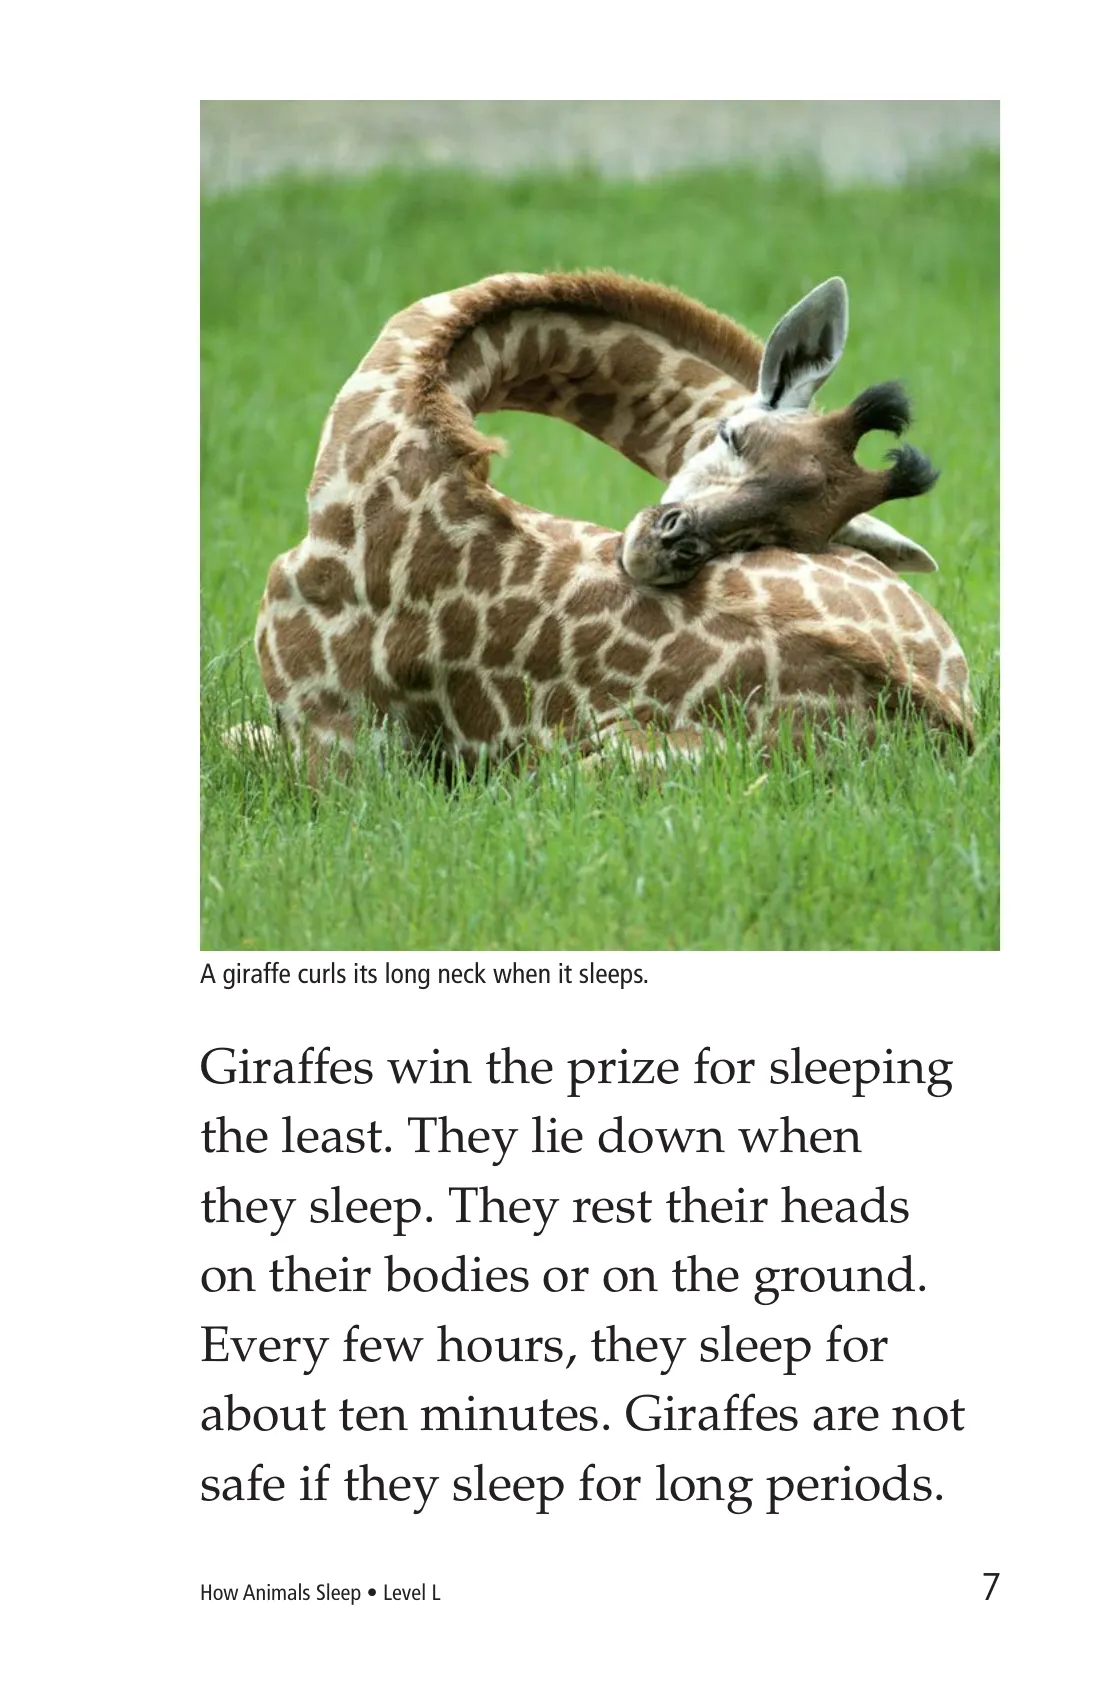 A giraffe curls its long neck when it sleeps.
Giraffes win the prize for sleeping
the least. They lie down when
they sleep. They rest their heads
on their bodies or on the ground.
Every few hours, they sleep for
about ten minutes. Giraffes are not
safe if they sleep for long periods.
How Animals Sleep • Level L
7